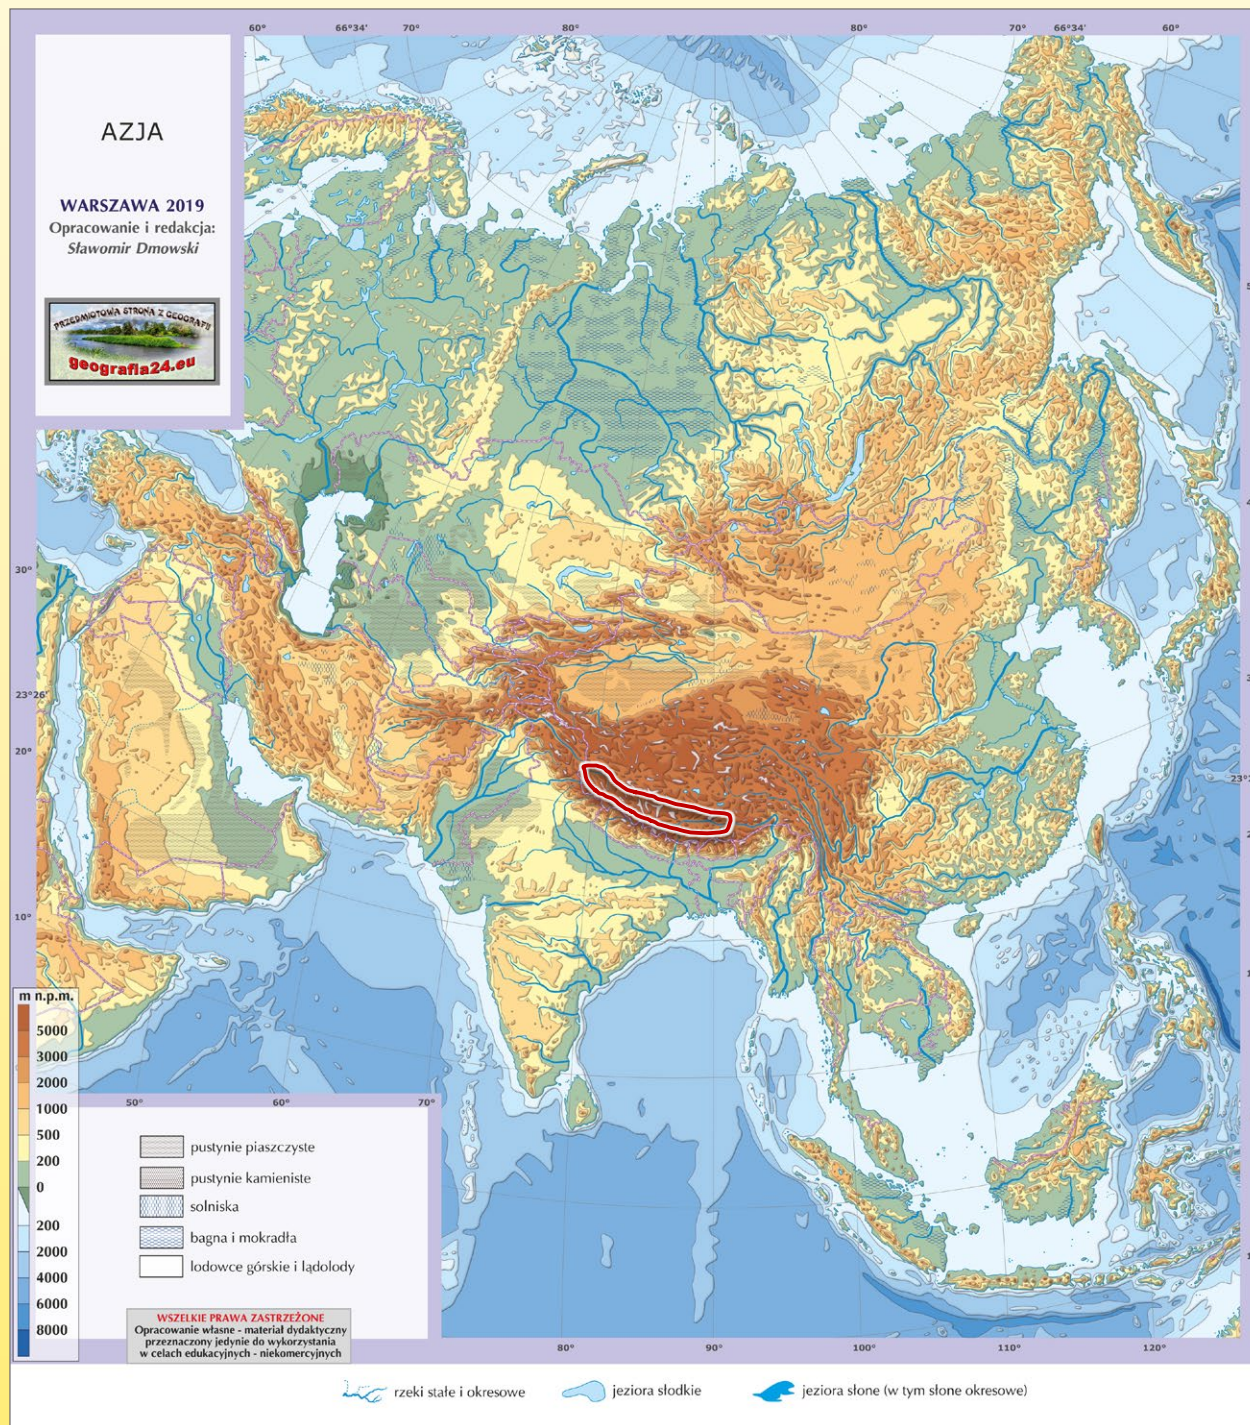 60° 66°34' 70° 80° 80° 70° 66°34' 60°
AZJA
WARSZAWA 2019
Opracowanie i redakcja:
Sławomir Dmowski
PRZEDMIOTOWA STRONA Z GEOGRAFII
geografia24.eu
30°
23°26'
20°
10°
m n.p.m.
5000
3000
2000
1000
500
200
0
200
2000
4000
6000
8000
50° 60° 70°
pustynie piaszczyste
pustynie kamieniste
solniska
bagna i mokradła
lodowce górskie i lądolody
WSZELKIE PRAWA ZASTRZEŻONE
Opracowanie własne - materiał dydaktyczny
przeznaczony jedynie do wykorzystania
w celach edukacyjnych - niekomercyjnych
80° 90° 100° 110° 120°
rzeki stałe i okresowe
jeziora słodkie
jeziora słone (w tym słone okresowe)